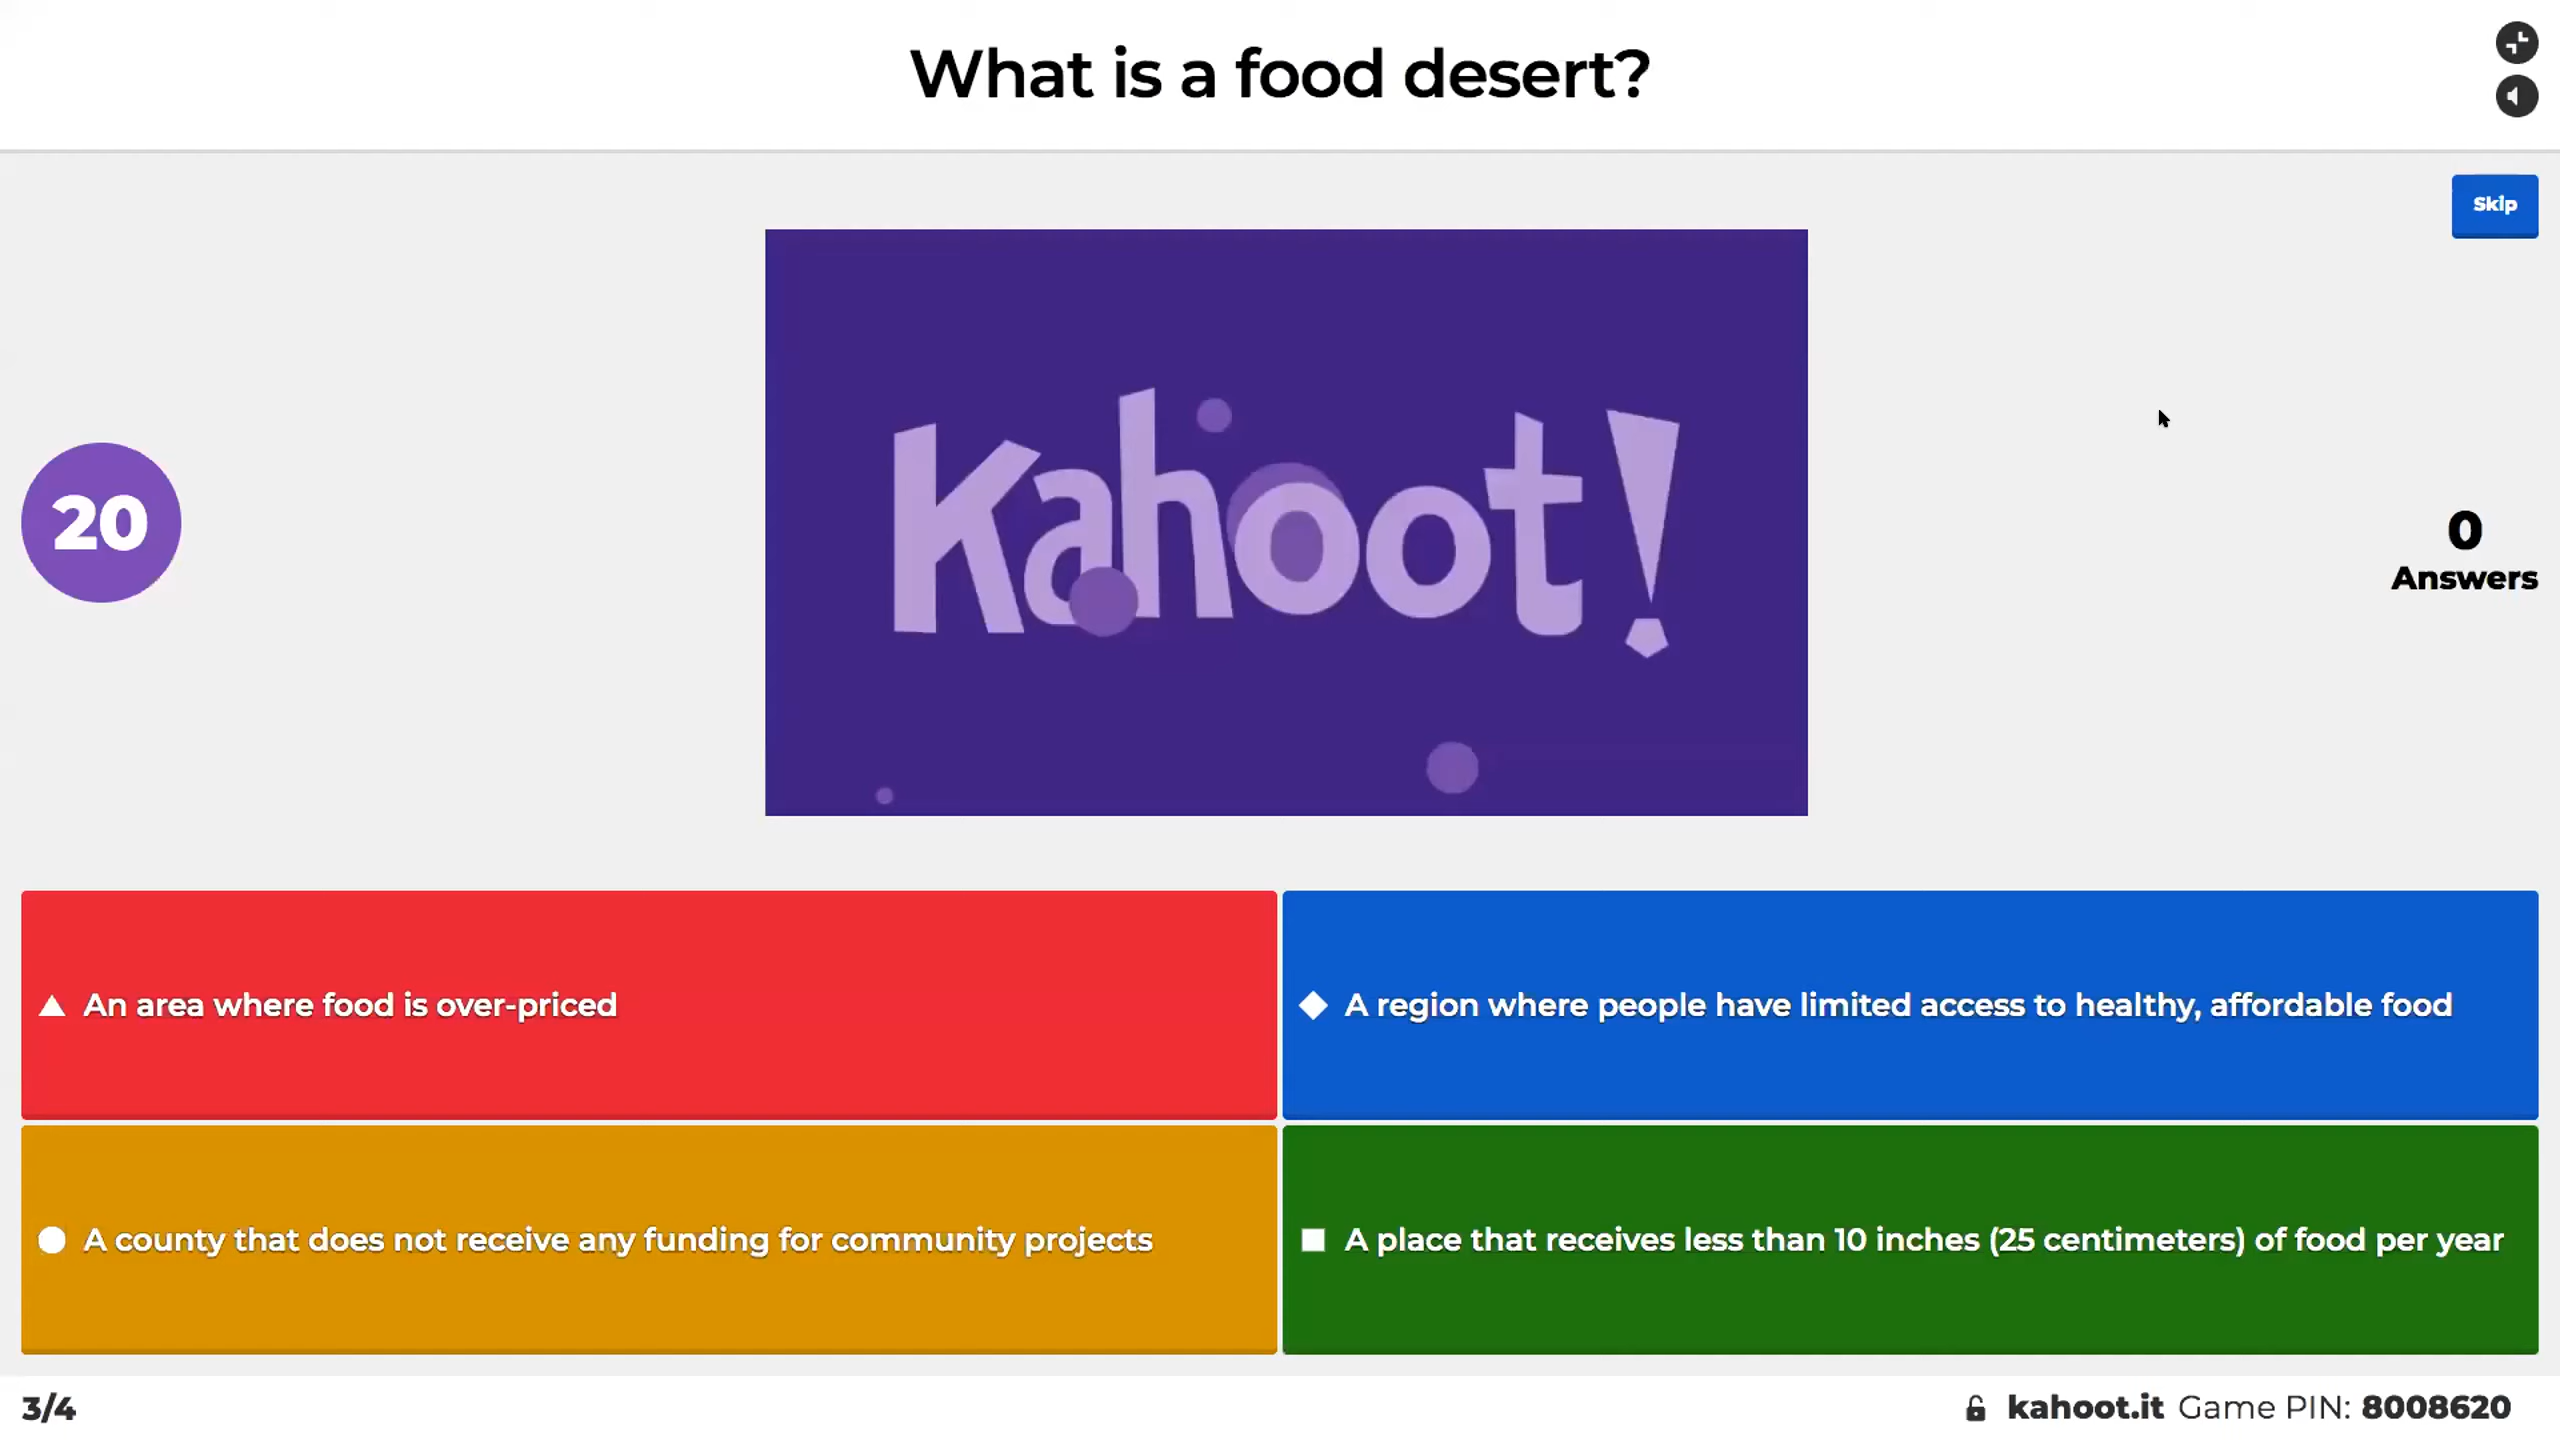 What is a food desert?
Skip
Kahoot!
20
0
Answers
An area where food is over-priced
A region where people have limited access to healthy, affordable food
A county that does not receive any funding for community projects
A place that receives less than 10 inches (25 centimeters) of food per year
3/4
kahoot.it Game PIN: 8008620